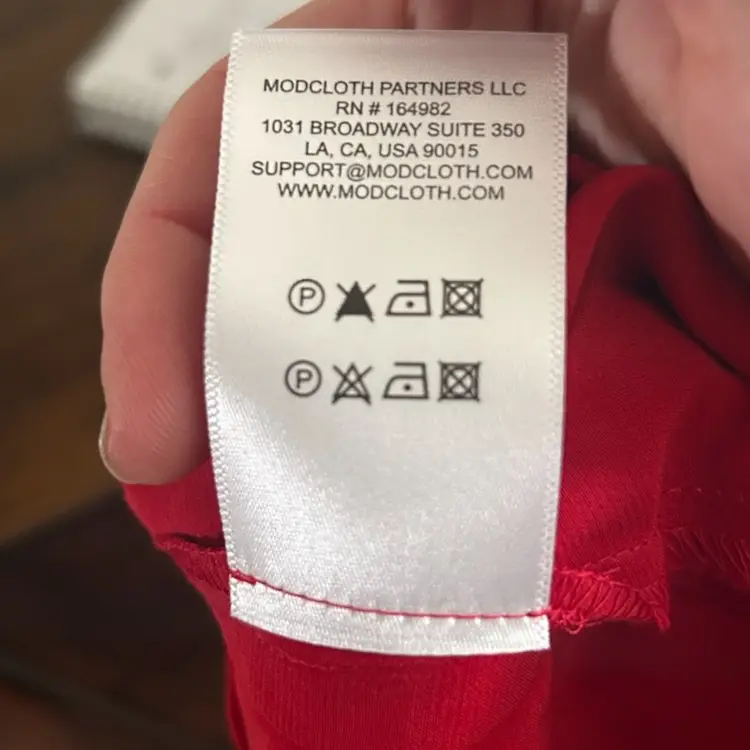 MODCLOTH PARTNERS LLC
RN # 164982
1031 BROADWAY SUITE 350
LA, CA, USA 90015
SUPPORT@MODCLOTH.COM
WWW.MODCLOTH.COM
P
P